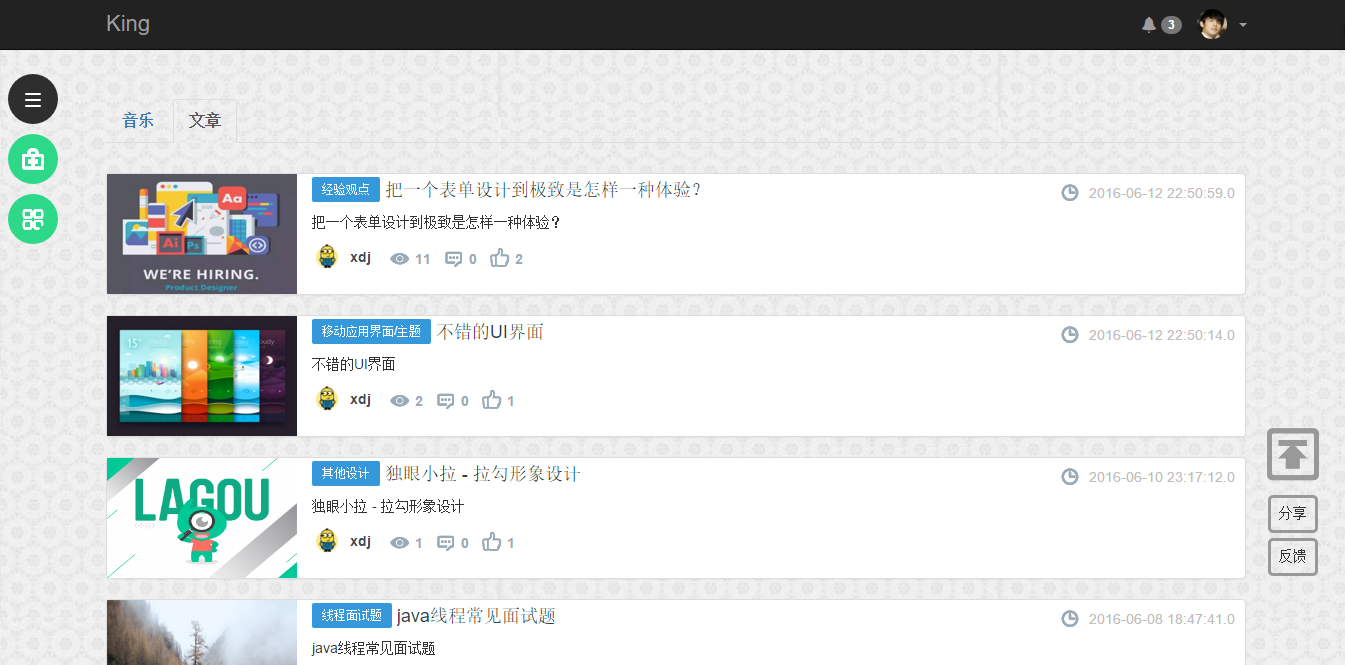 King
3
音乐
文章
Aa
Ai
Ps
WE'RE HIRING.
Product Designer
经验观点 把一个表单设计到极致是怎样一种体验？
2016-06-12 22:50:59.0
把一个表单设计到极致是怎样一种体验？
xdj 11 0 2
15°
移动应用界面/主题 不错的UI界面
2016-06-12 22:50:14.0
不错的UI界面
xdj 2 0 1
LAGOU
其他设计 独眼小拉 - 拉勾形象设计
2016-06-10 23:17:12.0
独眼小拉 - 拉勾形象设计
xdj 1 0 1
线程面试题 java线程常见面试题
2016-06-08 18:47:41.0
java线程常见面试题
分享
反馈